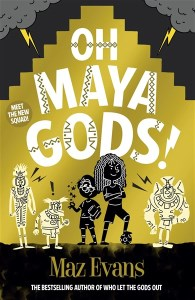 OH
MAYA
GODS!
MEET
THE NEW
SQUAD!
Maz Evans
THE BESTSELLING AUTHOR OF WHO LET THE GODS OUT